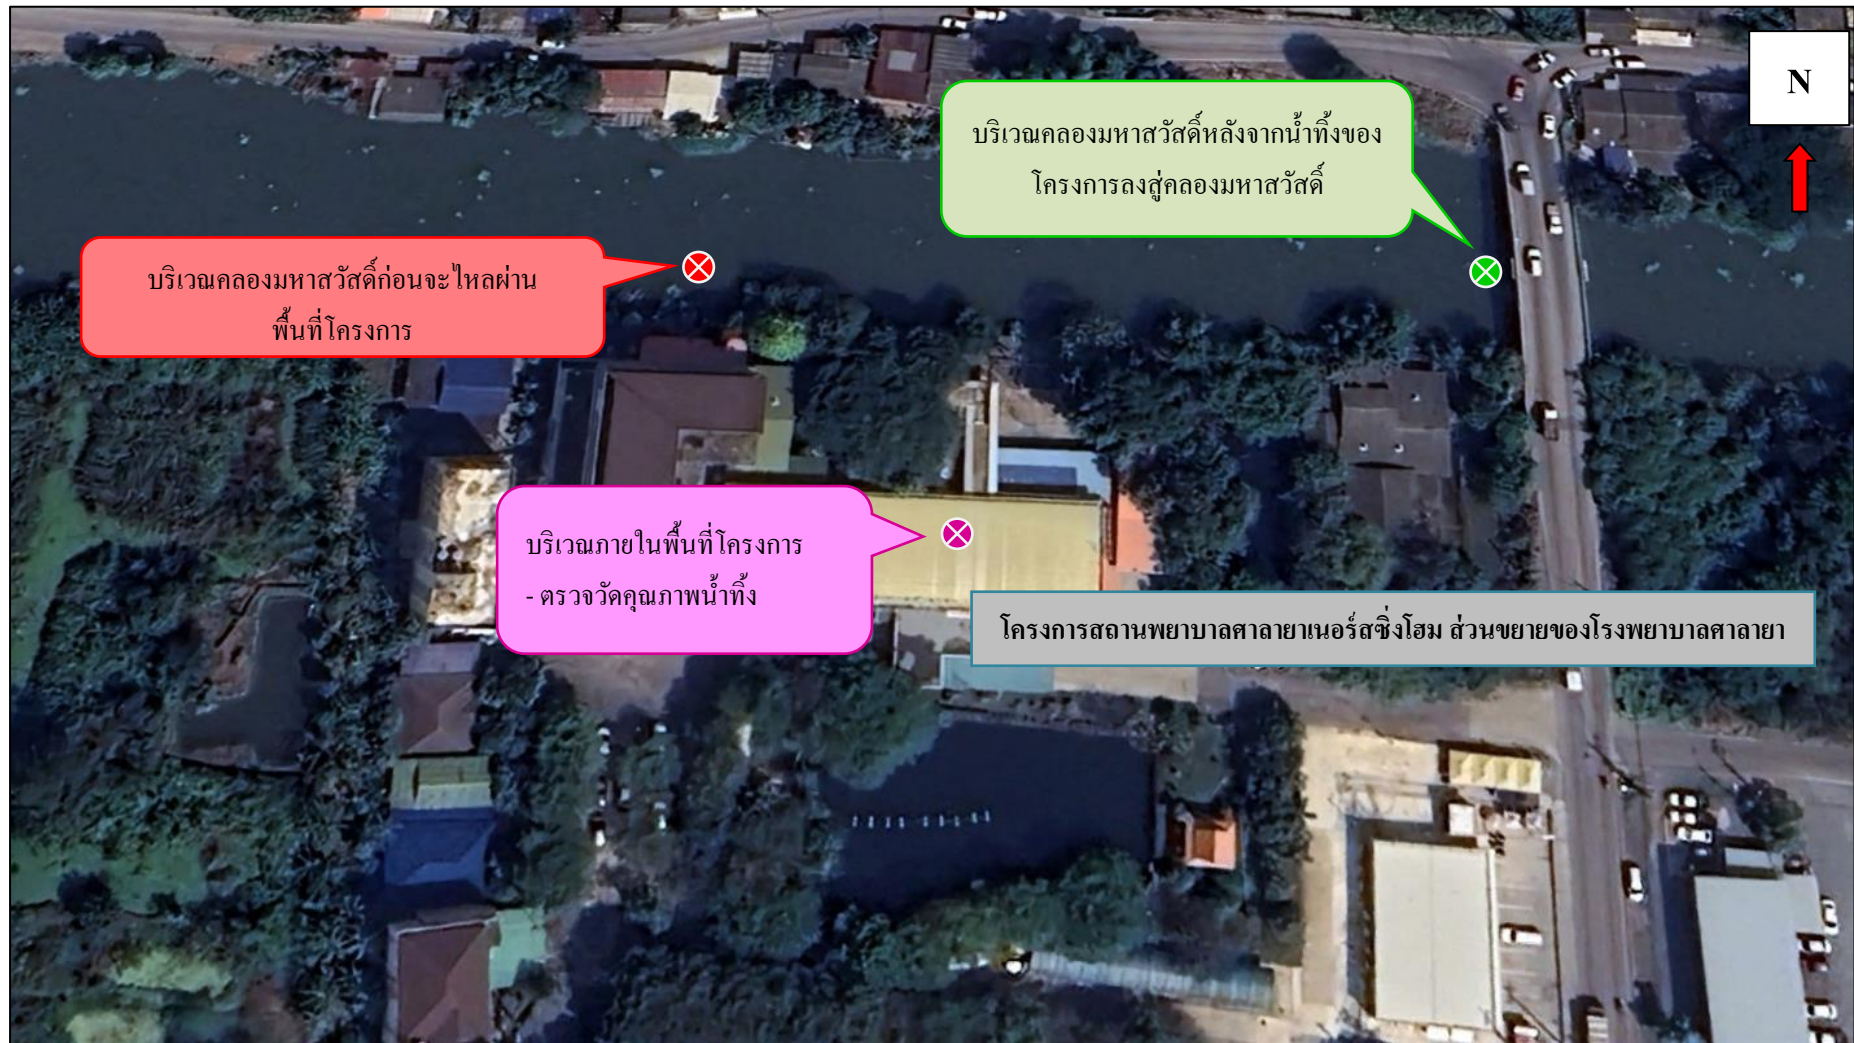 N
บริเวณคลองมหาสวัสดิ์หลังจากน้ำทิ้งของ
โครงการลงสู่คลองมหาสวัสดิ์
บริเวณคลองมหาสวัสดิ์ก่อนจะไหลผ่าน
พื้นที่โครงการ
บริเวณภายในพื้นที่โครงการ
- ตรวจวัดคุณภาพน้ำทิ้ง
โครงการสถานพยาบาลศาลายาเนอร์สซิ่งโฮม ส่วนขยายของโรงพยาบาลศาลายา